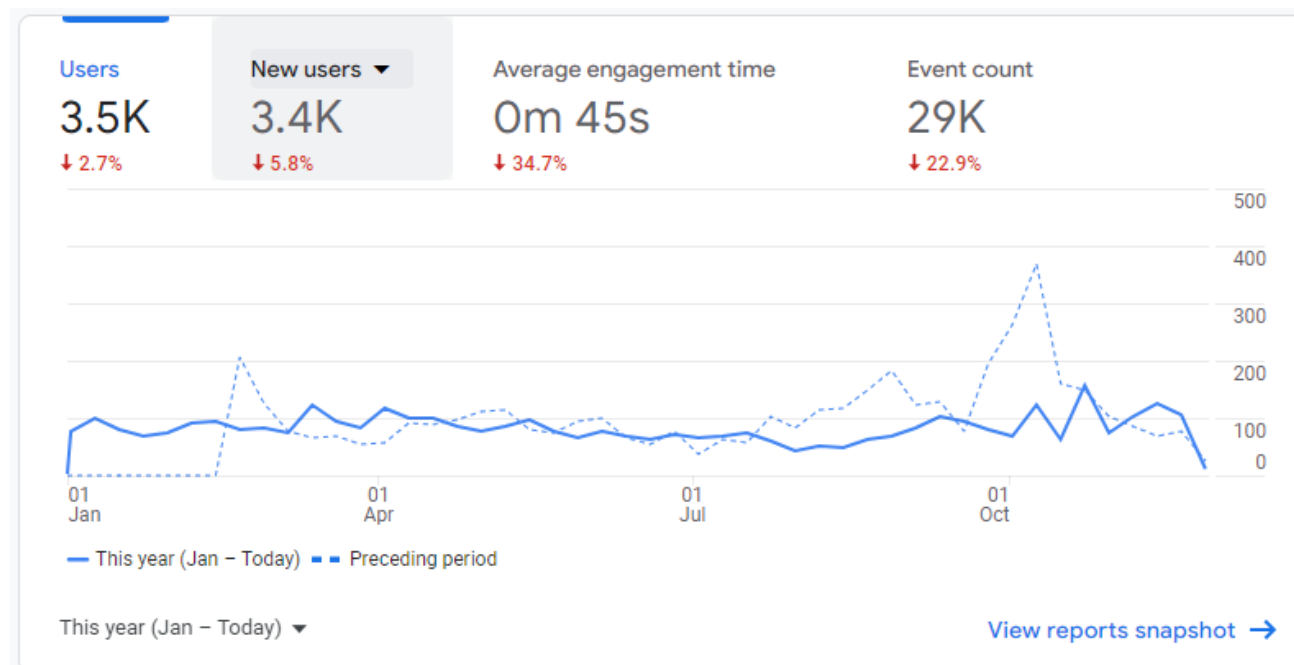 Users New users Average engagement time Event count
3.5K 3.4K 0m 45s 29K
↓ 2.7% ↓ 5.8% ↓ 34.7% ↓ 22.9%
500
400
300
200
100
0
01 01 01 01
Jan Apr Jul Oct
This year (Jan – Today) Preceding period
This year (Jan – Today) View reports snapshot →